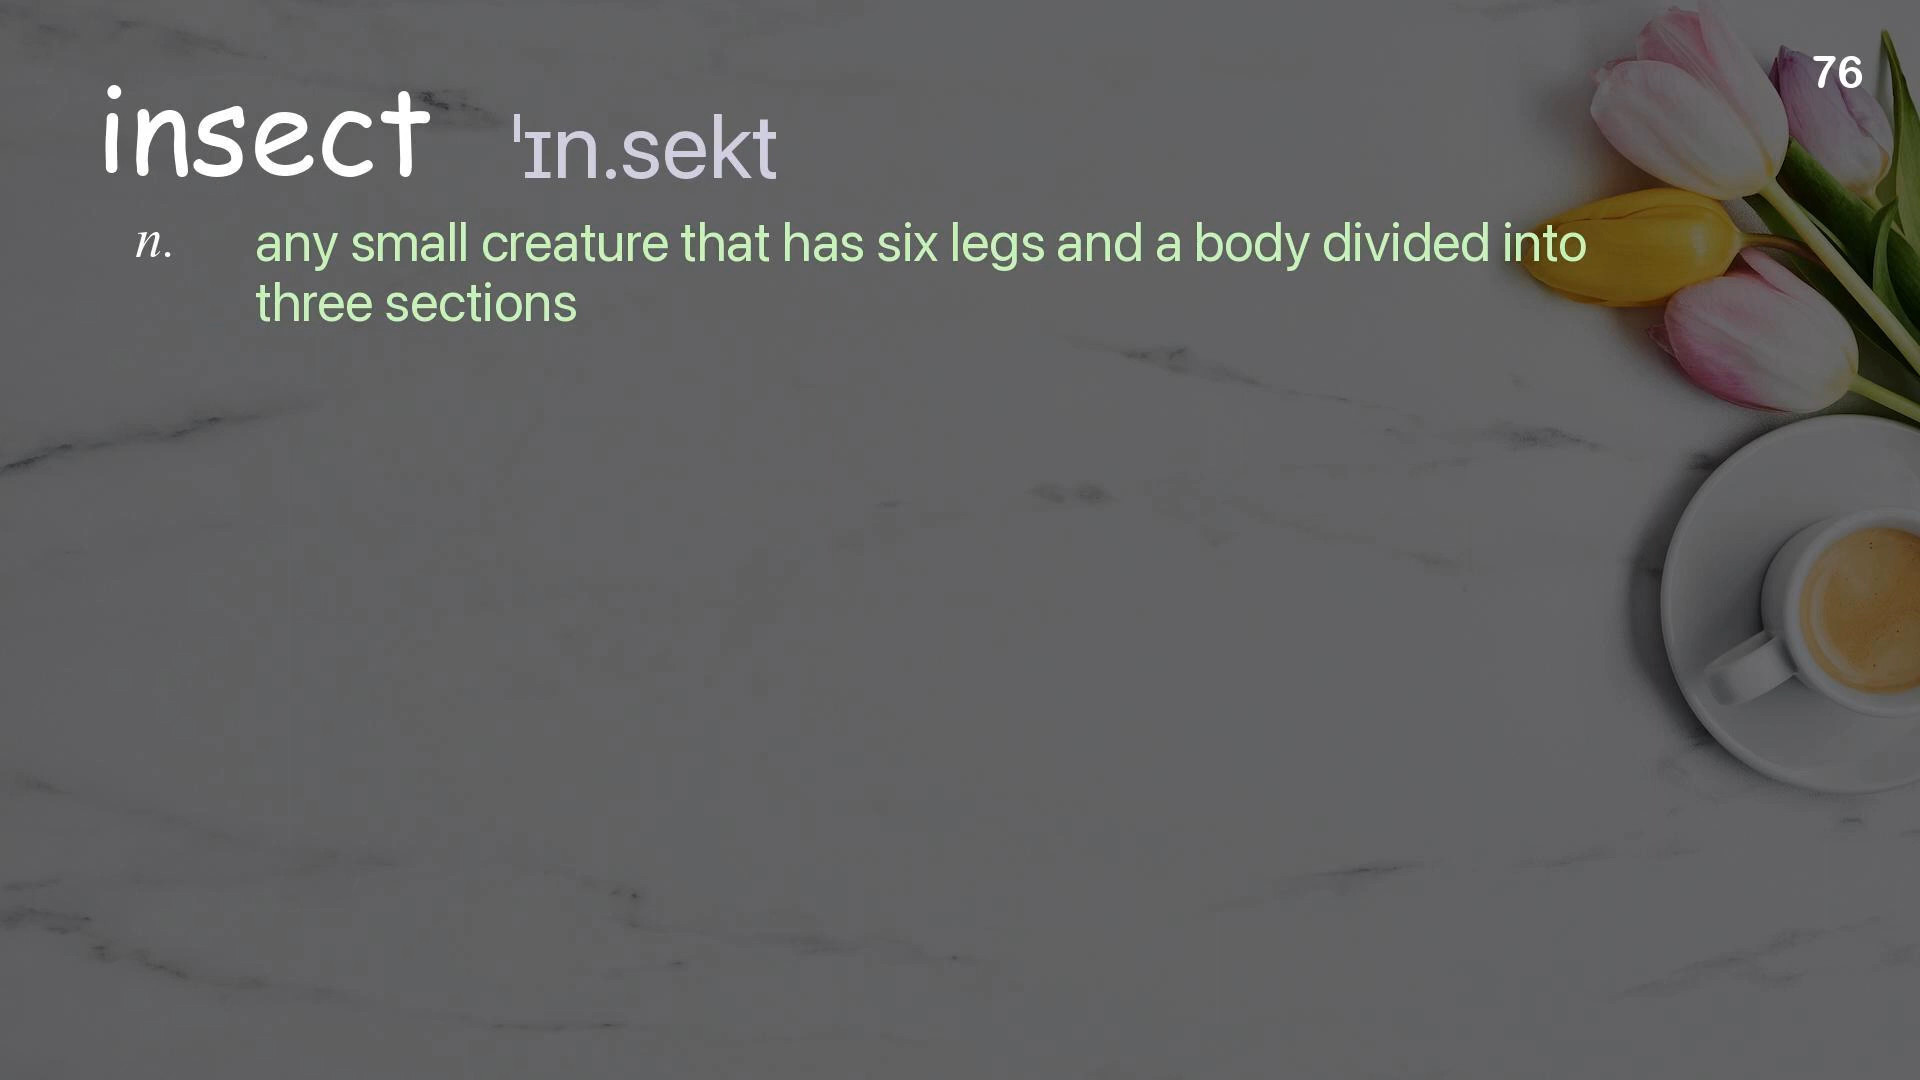 76
insect ˈɪn.sekt
n. any small creature that has six legs and a body divided into
three sections